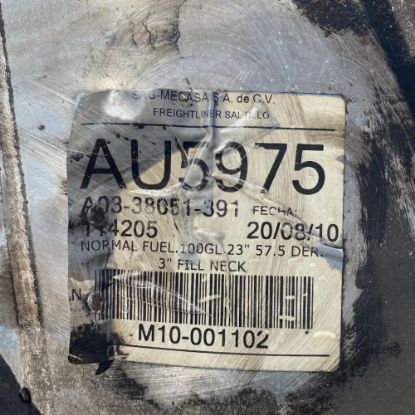 SAG-MECASA S.A. de C.V.
FREIGHTLINER SALTILLO
AU5975
A03-38051-391 FECHA:
114205 20/08/10
NORMAL FUEL.100GL 23" 57.5 DER.
3" FILL NECK
N
M10-001102